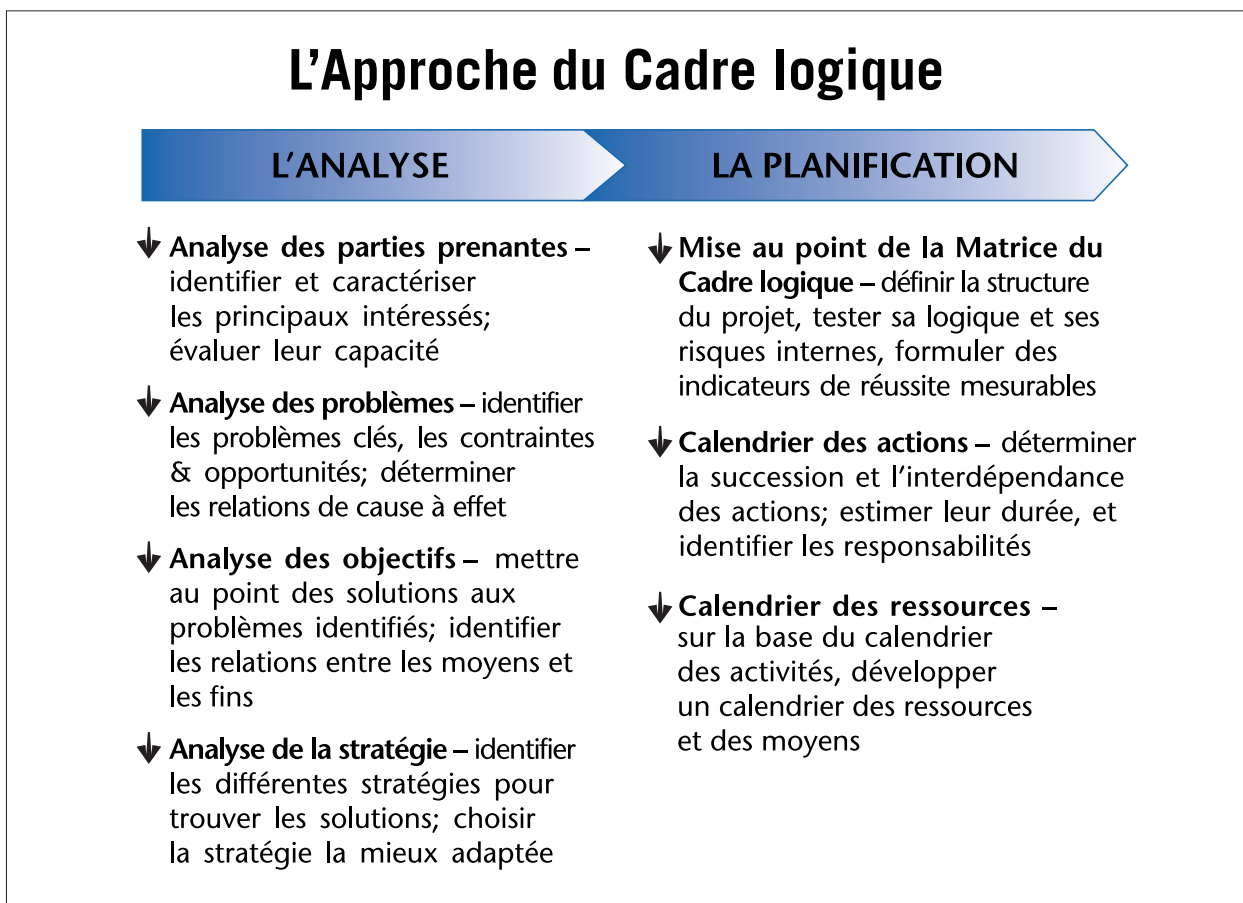 L'Approche du Cadre logique
L'ANALYSE
Analyse des parties prenantes –
identifier et caractériser
les principaux intéressés;
évaluer leur capacité
Analyse des problèmes – identifier
les problèmes clés, les contraintes
& opportunités; déterminer
les relations de cause à effet
Analyse des objectifs – mettre
au point des solutions aux
problèmes identifiés; identifier
les relations entre les moyens et
les fins
Analyse de la stratégie – identifier
les différentes stratégies pour
trouver les solutions; choisir
la stratégie la mieux adaptée
LA PLANIFICATION
Mise au point de la Matrice du
Cadre logique – définir la structure
du projet, tester sa logique et ses
risques internes, formuler des
indicateurs de réussite mesurables
Calendrier des actions – déterminer
la succession et l'interdépendance
des actions; estimer leur durée, et
identifier les responsabilités
Calendrier des ressources –
sur la base du calendrier
des activités, développer
un calendrier des ressources
et des moyens